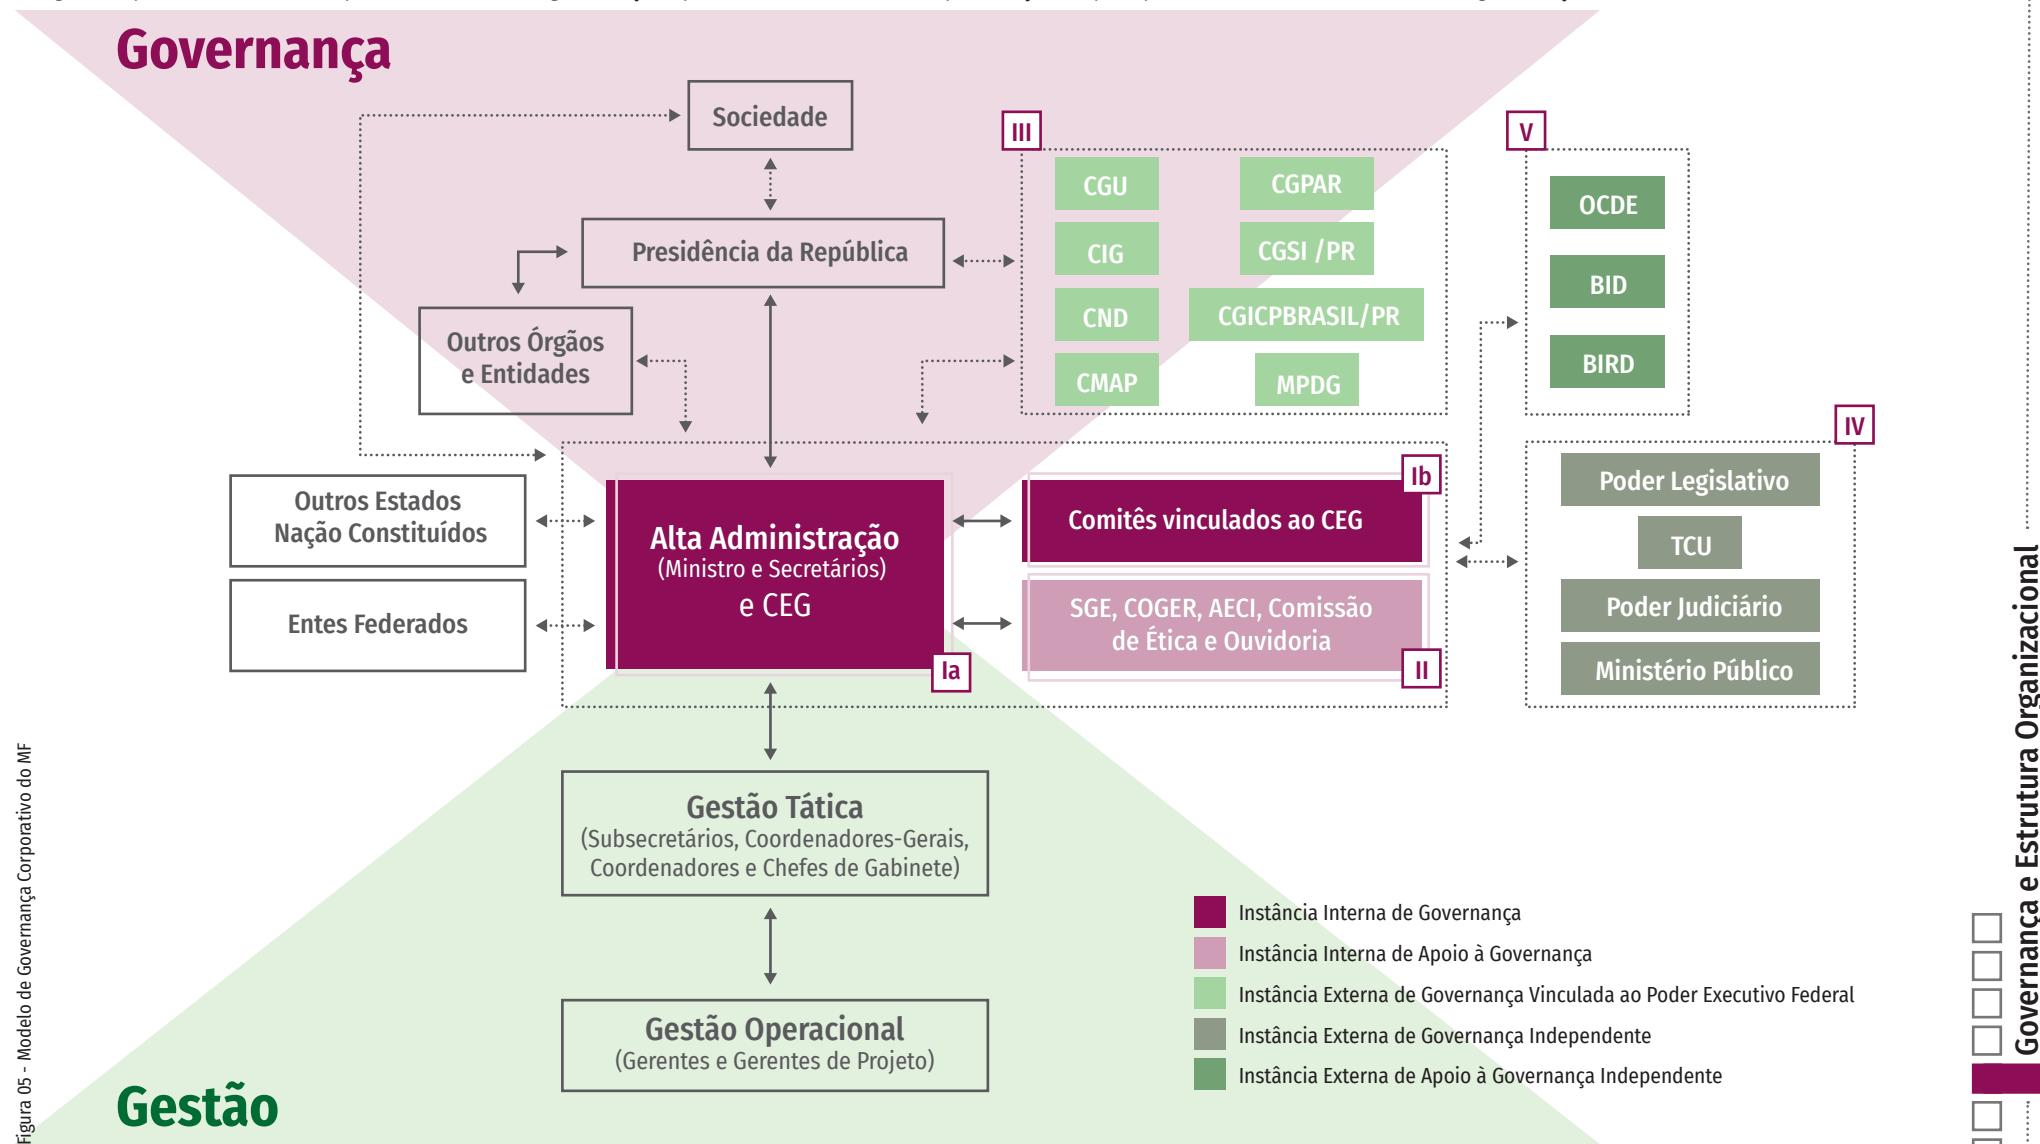 Governança
Sociedade
Presidência da República
Outros Órgãos
e Entidades
III
CGU
CGPAR
CIG
CGSI /PR
CND
CGICPBRASIL/PR
CMAP
MPDG
V
OCDE
BID
BIRD
IV
Poder Legislativo
TCU
Poder Judiciário
Ministério Público
Outros Estados
Nação Constituídos
Entes Federados
Alta Administração
(Ministro e Secretários)
e CEG
Ia
Ib
Comitês vinculados ao CEG
SGE, COGER, AECI, Comissão
de Ética e Ouvidoria
II
Gestão Tática
(Subsecretários, Coordenadores-Gerais,
Coordenadores e Chefes de Gabinete)
Gestão Operacional
(Gerentes e Gerentes de Projeto)
Gestão
Instância Interna de Governança
Instância Interna de Apoio à Governança
Instância Externa de Governança Vinculada ao Poder Executivo Federal
Instância Externa de Governança Independente
Instância Externa de Apoio à Governança Independente
Figura 05 - Modelo de Governança Corporativo do MF
Governança e Estrutura Organizacional